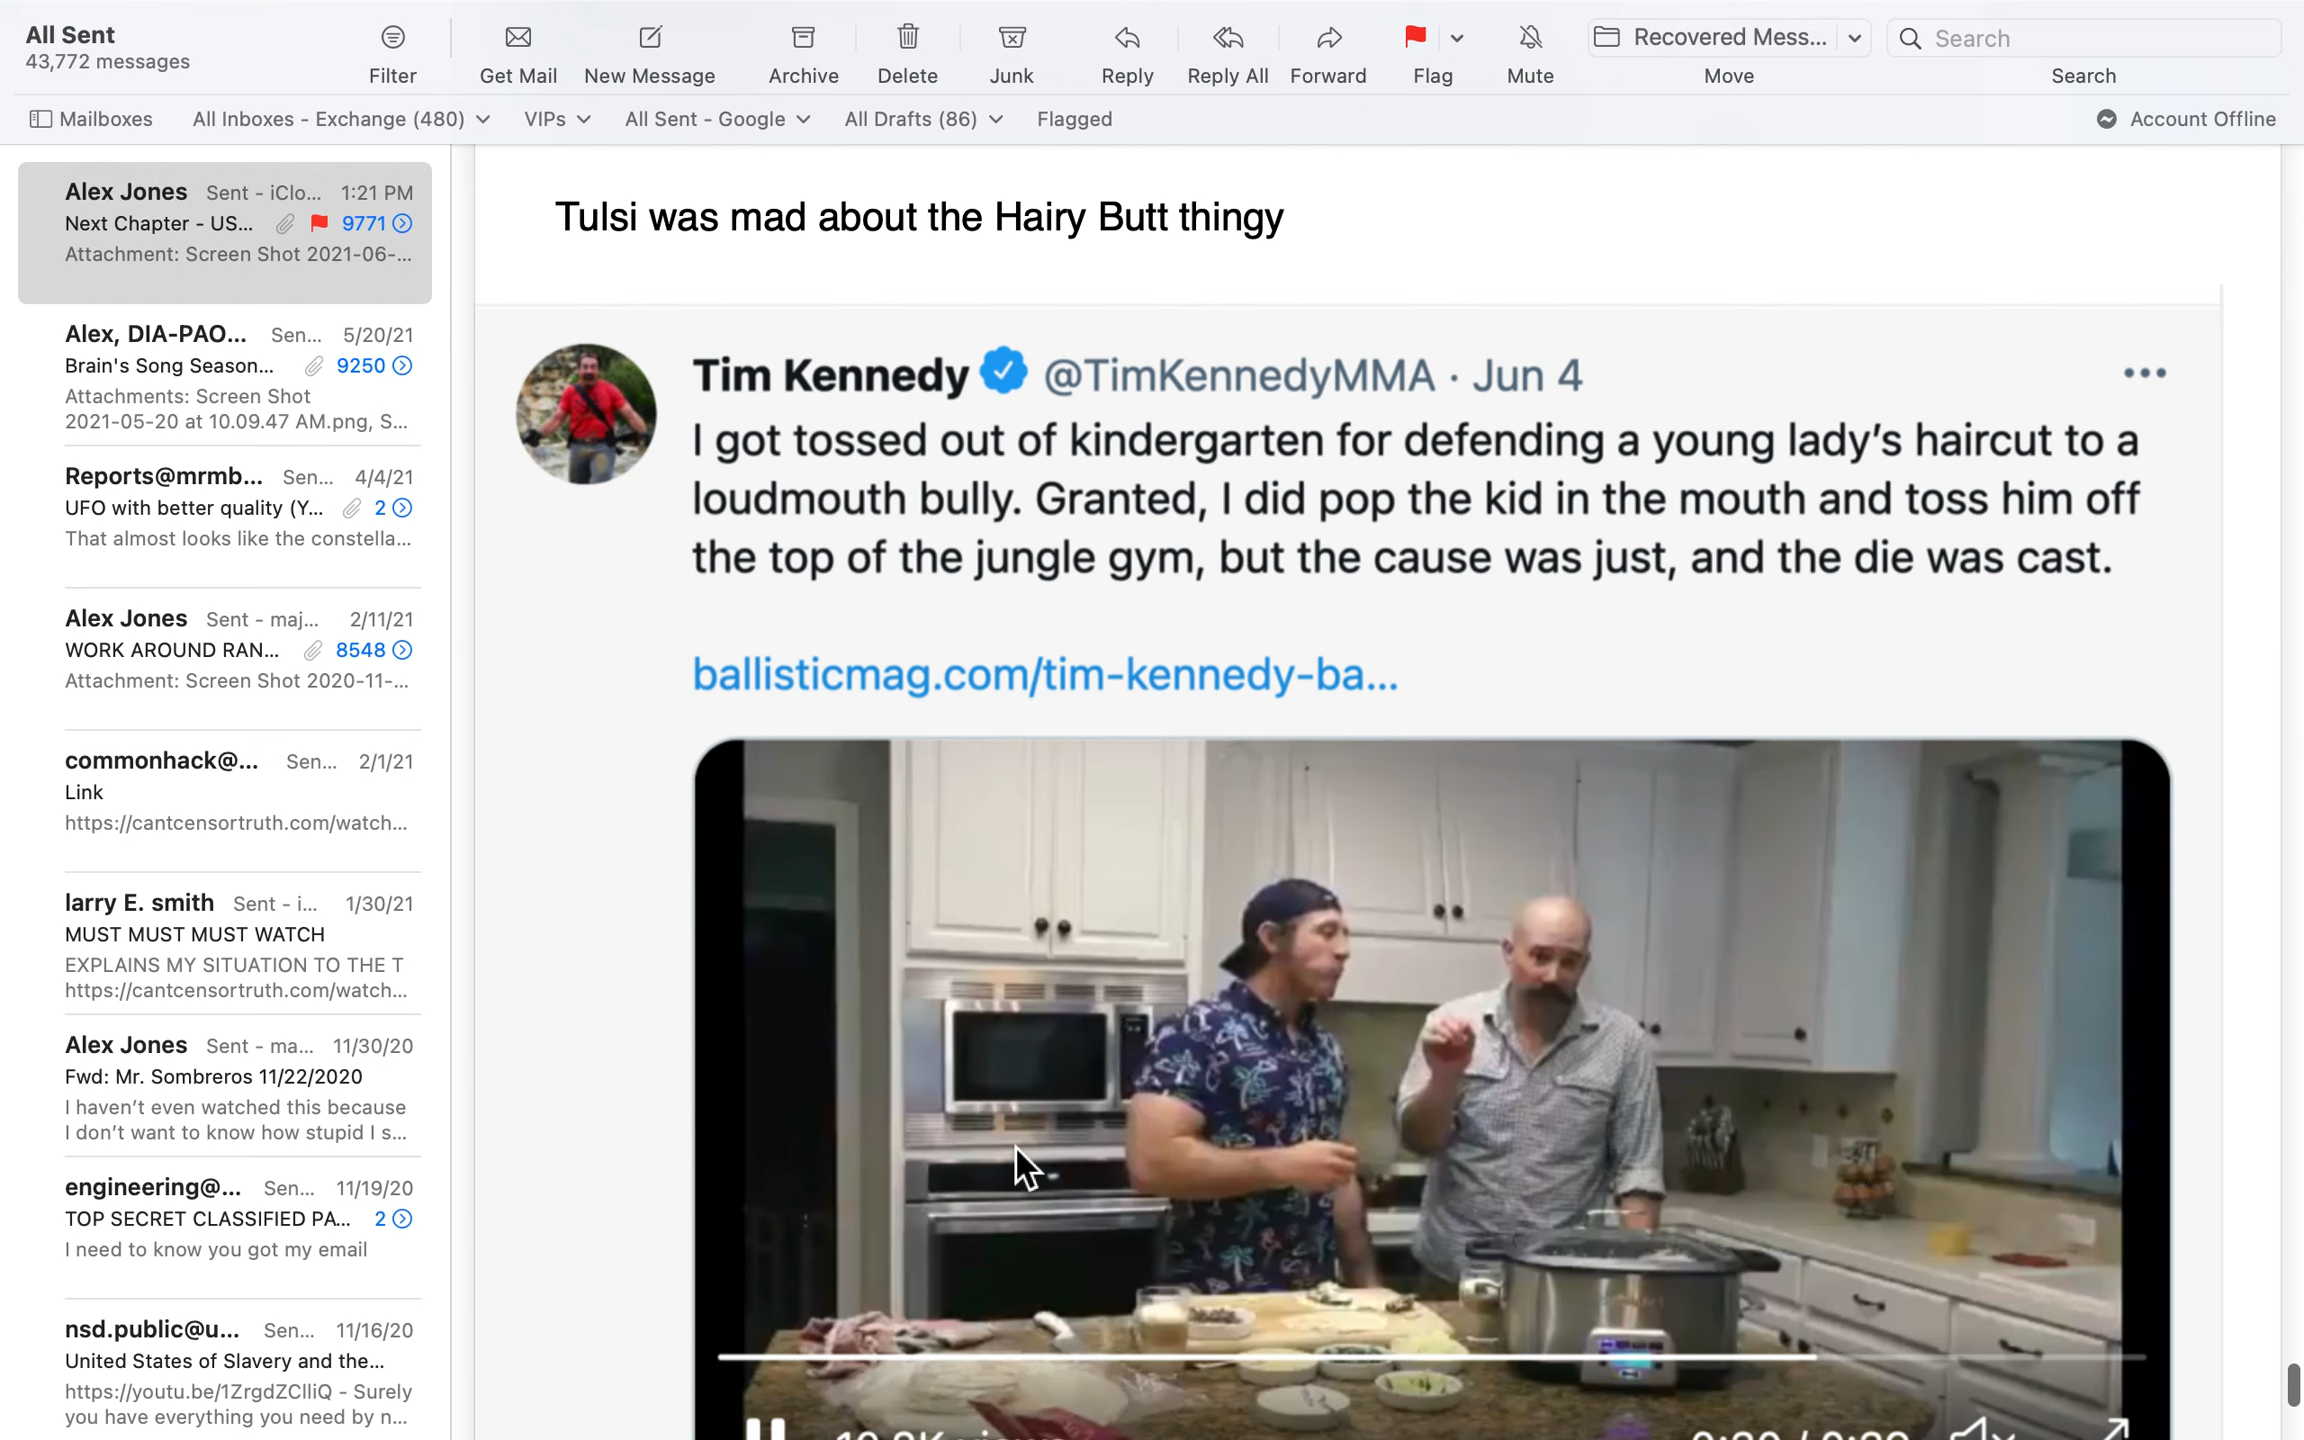 All Sent
43,772 messages
Filter
Get Mail
New Message
Archive
Delete
Junk
Reply
Reply All
Forward
Flag
Mute
Recovered Mess...
Move
Search
Search
Mailboxes
All Inboxes - Exchange (480)
VIPs
All Sent - Google
All Drafts (86)
Flagged
Account Offline
Alex Jones Sent - iClo... 1:21 PM
Next Chapter - US... 9771
Attachment: Screen Shot 2021-06-...
Alex, DIA-PAO... Sen... 5/20/21
Brain's Song Season... 9250
Attachments: Screen Shot
2021-05-20 at 10.09.47 AM.png, S...
Reports@mrmb... Sen... 4/4/21
UFO with better quality (Y... 2
That almost looks like the constella...
Alex Jones Sent - maj... 2/11/21
WORK AROUND RAN... 8548
Attachment: Screen Shot 2020-11-...
commonhack@... Sen... 2/1/21
Link
https://cantcensortruth.com/watch...
larry E. smith Sent - i... 1/30/21
MUST MUST MUST WATCH
EXPLAINS MY SITUATION TO THE T
https://cantcensortruth.com/watch...
Alex Jones Sent - ma... 11/30/20
Fwd: Mr. Sombreros 11/22/2020
I haven't even watched this because
I don't want to know how stupid I s...
engineering@... Sen... 11/19/20
TOP SECRET CLASSIFIED PA... 2
I need to know you got my email
nsd.public@u... Sen... 11/16/20
United States of Slavery and the...
https://youtu.be/1ZrgdZClliQ - Surely
you have everything you need by n...
Tulsi was mad about the Hairy Butt thingy
Tim Kennedy @TimKennedyMMA · Jun 4
I got tossed out of kindergarten for defending a young lady's haircut to a
loudmouth bully. Granted, I did pop the kid in the mouth and toss him off
the top of the jungle gym, but the cause was just, and the die was cast.
ballisticmag.com/tim-kennedy-ba...